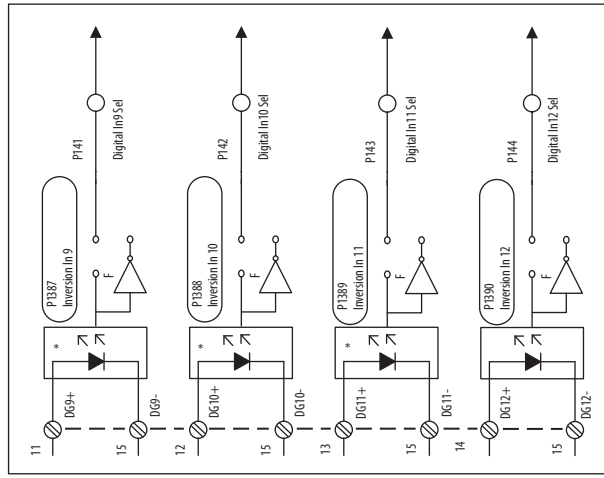 P1387
Inversion In 9
*
F
P141
Digital In9 Sel
DG9+
DG9-
11
15
P1388
Inversion In 10
*
F
P142
Digital In10 Sel
DG10+
DG10-
12
15
P1389
Inversion In 11
*
F
P143
Digital In11 Sel
DG11+
DG11-
13
15
P1390
Inversion In 12
F
P144
Digital In12 Sel
DG12+
DG12-
14
15